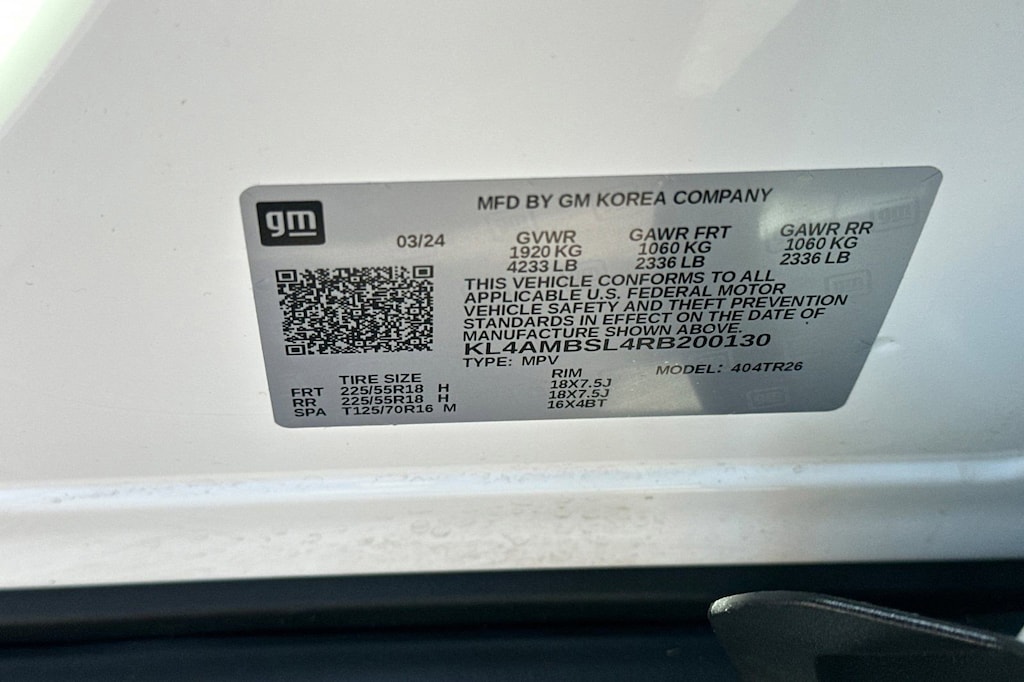 gm
MFD BY GM KOREA COMPANY
03/24
GVWR
1920 KG
4233 LB
GAWR FRT
1060 KG
2336 LB
GAWR RR
1060 KG
2336 LB
THIS VEHICLE CONFORMS TO ALL
APPLICABLE U.S. FEDERAL MOTOR
VEHICLE SAFETY AND THEFT PREVENTION
STANDARDS IN EFFECT ON THE DATE OF
MANUFACTURE SHOWN ABOVE.
KL4AMBSL4RB200130
TYPE: MPV
MODEL: 404TR26
TIRE SIZE
RIM
FRT 225/55R18 H 18X7.5J
RR 225/55R18 H 18X7.5J
SPA T125/70R16 M 16X4BT